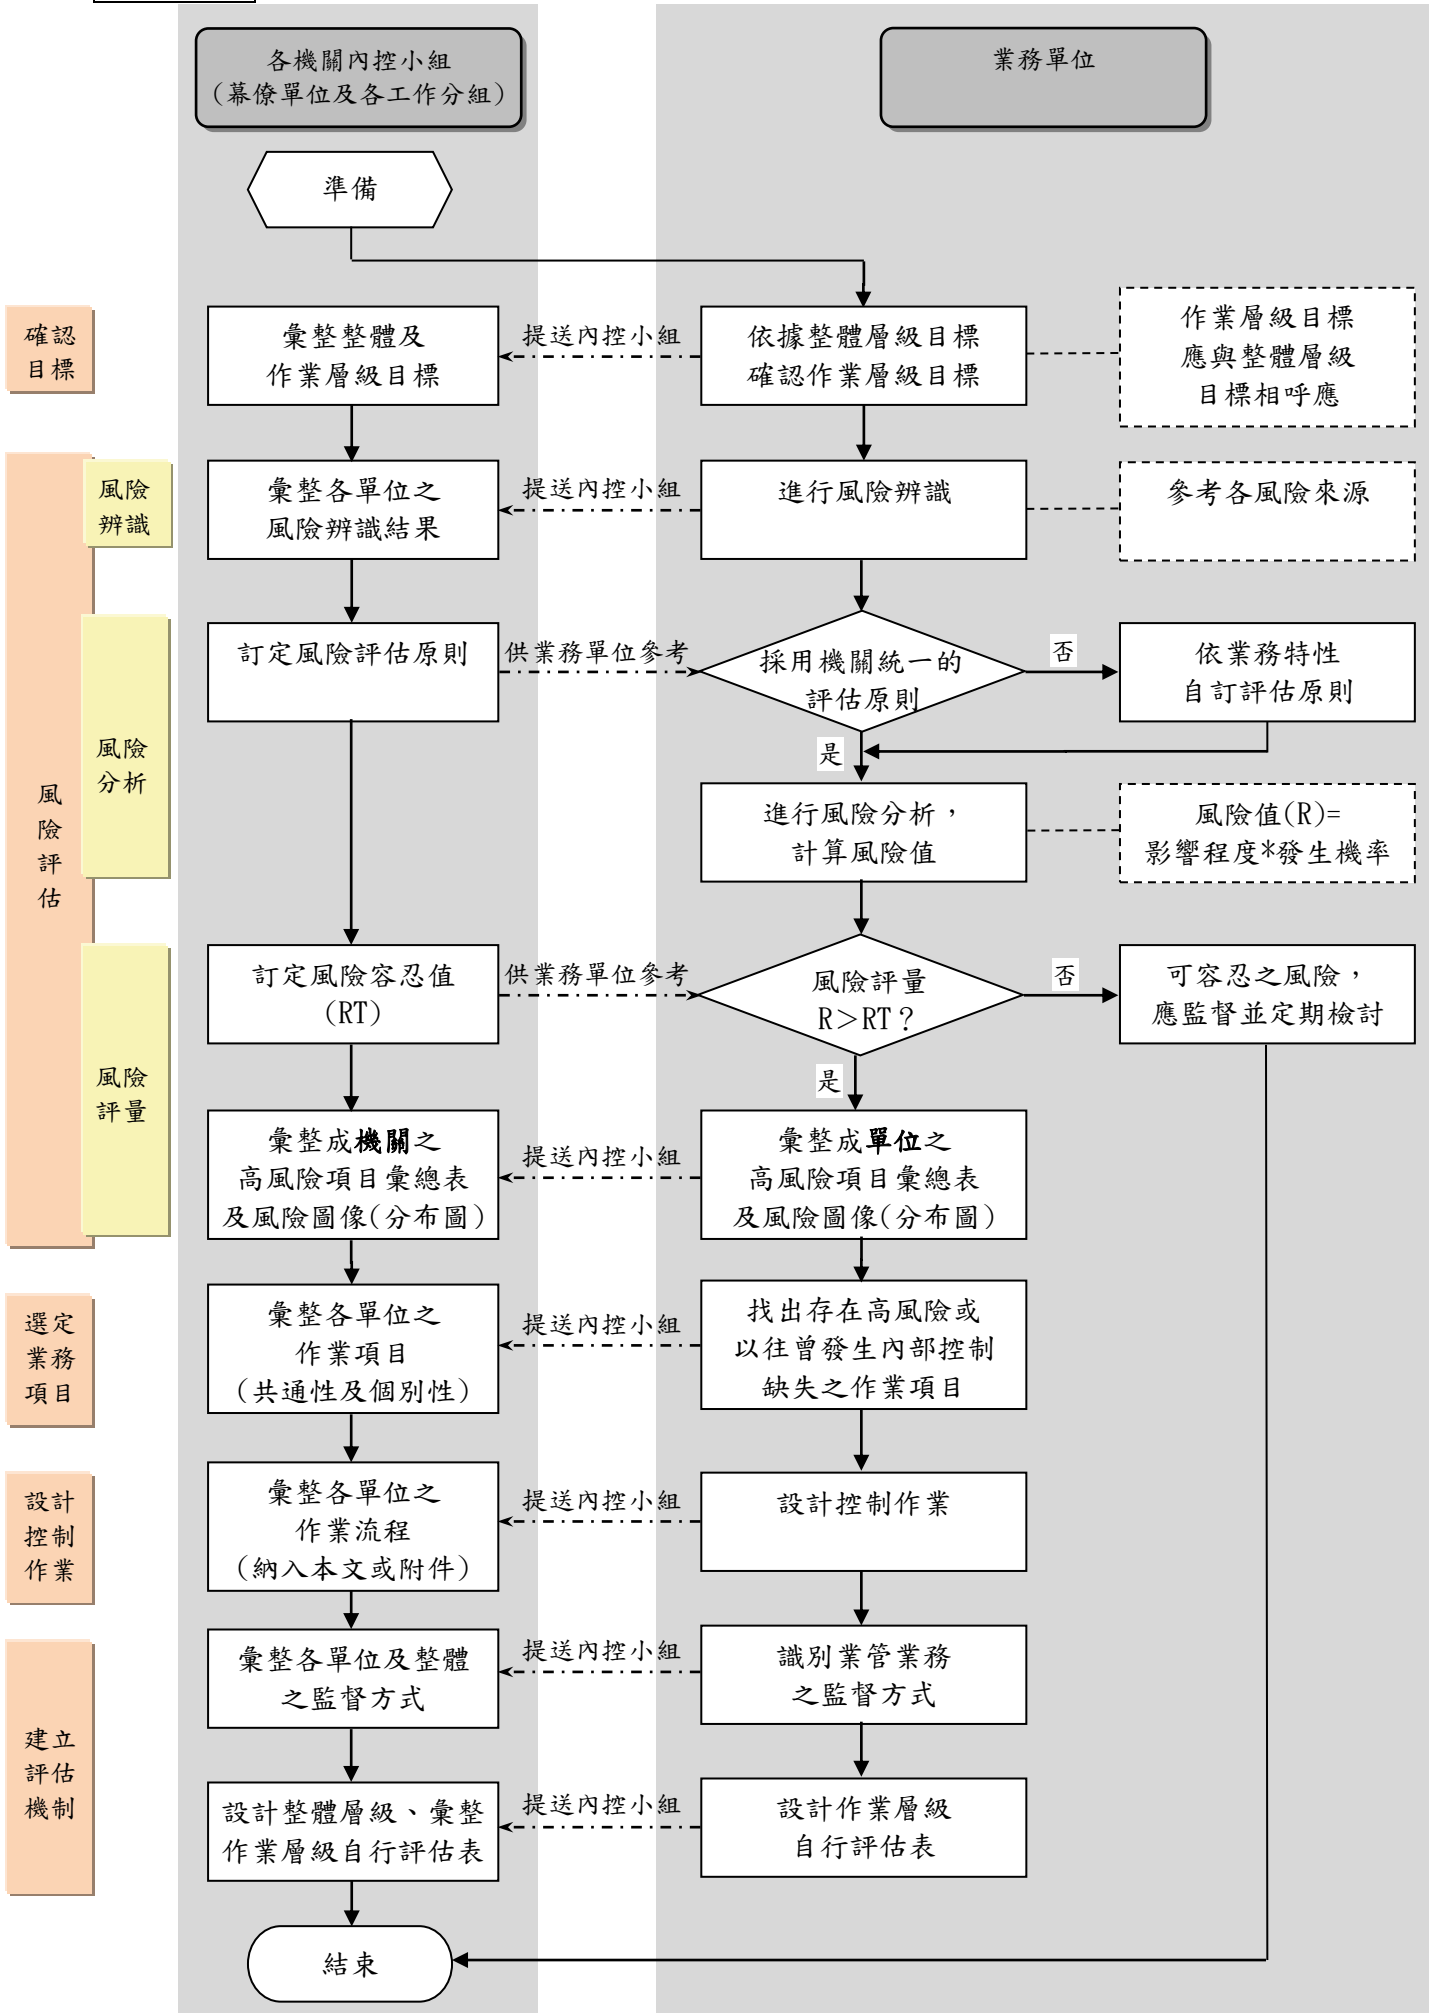 各機關內控小組
(幕僚單位及各工作分組)
業務單位
準備
確認
目標
彙整整體及
作業層級目標
提送內控小組
依據整體層級目標
確認作業層級目標
作業層級目標
應與整體層級
目標相呼應
風險評估
風險
辨識
彙整各單位之
風險辨識結果
提送內控小組
進行風險辨識
參考各風險來源
風險
分析
訂定風險評估原則
供業務單位參考
採用機關統一的
評估原則
否
依業務特性
自訂評估原則
是
進行風險分析，
計算風險值
風險值(R)=
影響程度*發生機率
風險
評量
訂定風險容忍值
(RT)
供業務單位參考
風險評量
R＞RT？
否
可容忍之風險，
應監督並定期檢討
是
彙整成機關之
高風險項目彙總表
及風險圖像(分布圖)
提送內控小組
彙整成單位之
高風險項目彙總表
及風險圖像(分布圖)
選定
業務
項目
彙整各單位之
作業項目
(共通性及個別性)
提送內控小組
找出存在高風險或
以往曾發生內部控制
缺失之作業項目
設計
控制
作業
彙整各單位之
作業流程
(納入本文或附件)
提送內控小組
設計控制作業
建立
評估
機制
彙整各單位及整體
之監督方式
提送內控小組
識別業管業務
之監督方式
設計整體層級、彙整
作業層級自行評估表
提送內控小組
設計作業層級
自行評估表
結束